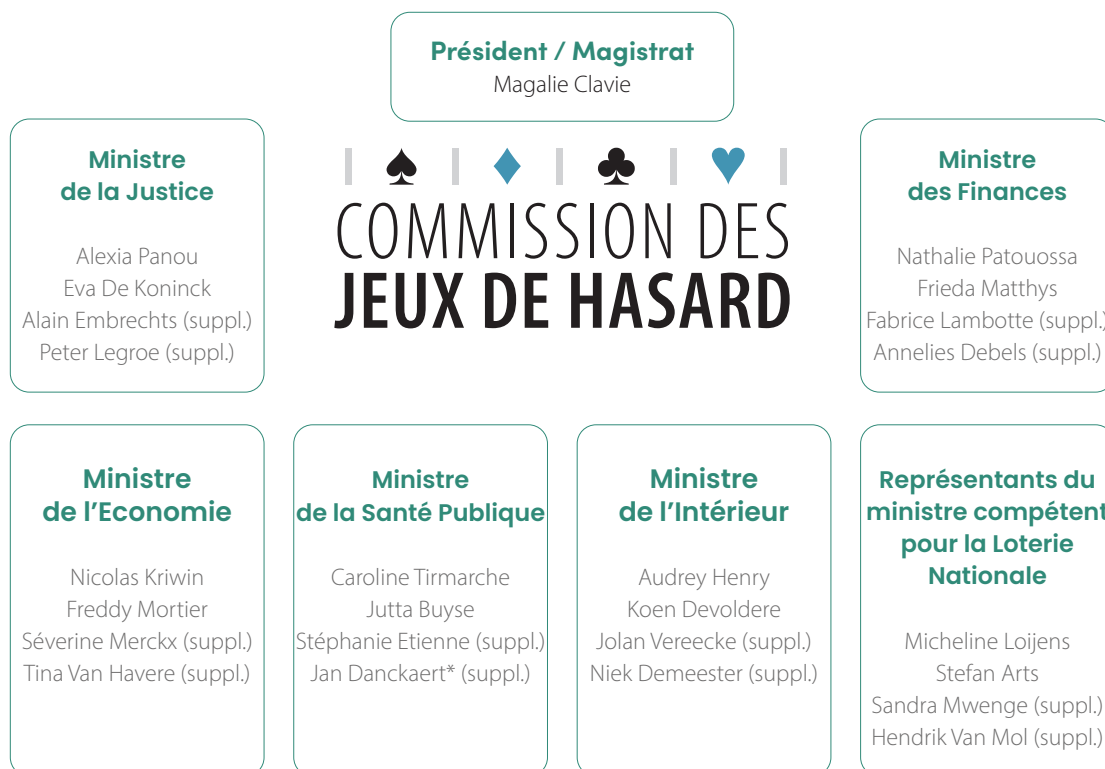 Président / Magistrat
Magalie Clavie
Ministre
de la Justice
Alexia Panou
Eva De Koninck
Alain Embrechts (suppl.)
Peter Legroe (suppl.)
COMMISSION DES
JEUX DE HASARD
Ministre
des Finances
Nathalie Patouossa
Frieda Matthys
Fabrice Lambotte (suppl.)
Annelies Debels (suppl.)
Ministre
de l’Economie
Nicolas Kriwin
Freddy Mortier
Séverine Merckx (suppl.)
Tina Van Havere (suppl.)
Ministre
de la Santé Publique
Caroline Tirmarche
Jutta Buyse
Stéphanie Etienne (suppl.)
Jan Danckaert* (suppl.)
Ministre
de l’Intérieur
Audrey Henry
Koen Devoldere
Jolan Vereecke (suppl.)
Niek Demeester (suppl.)
Représentants du
ministre compétent
pour la Loterie
Nationale
Micheline Loijens
Stefan Arts
Sandra Mwenge (suppl.)
Hendrik Van Mol (suppl.)